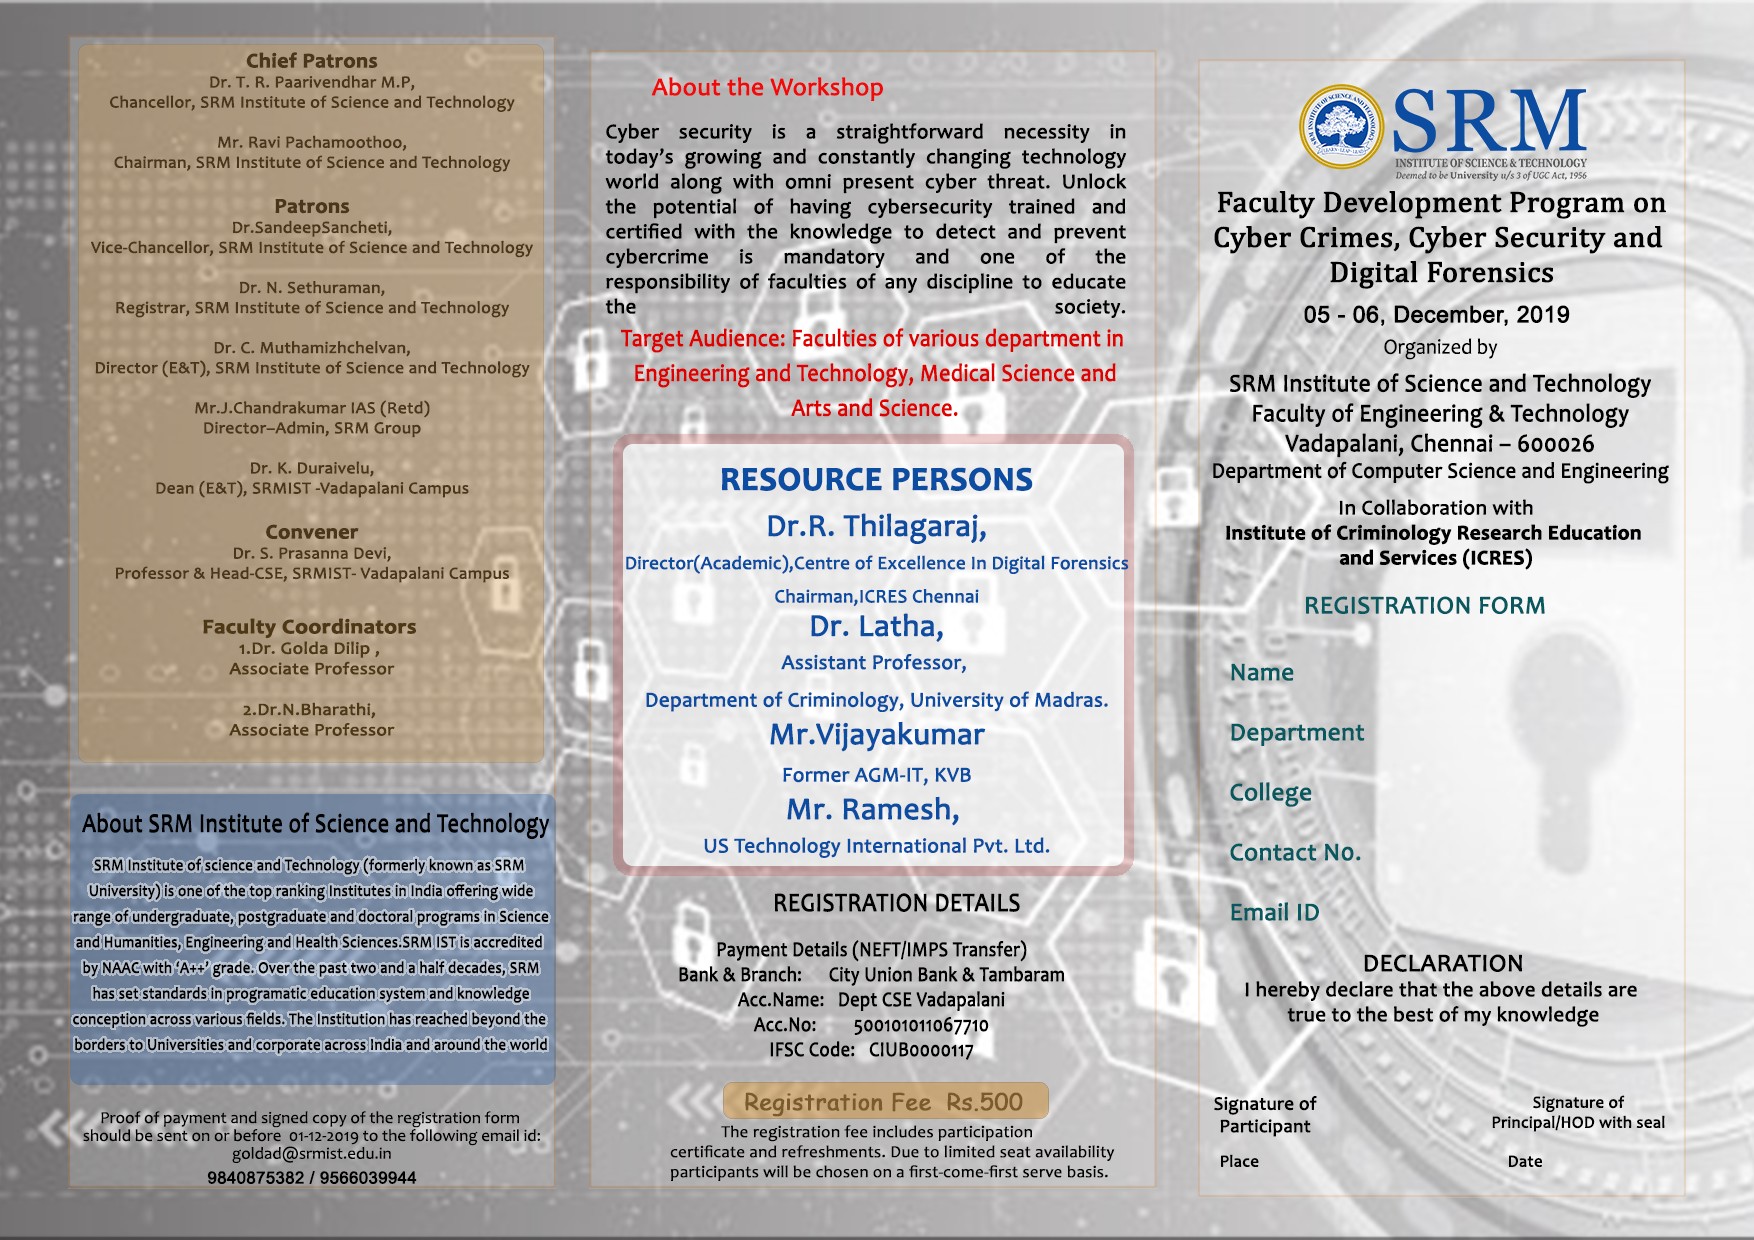 Chief Patrons
Dr. T. R. Paarivendhar M.P,
Chancellor, SRM Institute of Science and Technology
Mr. Ravi Pachamoothoo,
Chairman, SRM Institute of Science and Technology
Patrons
Dr.SandeepSancheti,
Vice-Chancellor, SRM Institute of Science and Technology
Dr. N. Sethuraman,
Registrar, SRM Institute of Science and Technology
Dr. C. Muthamizhchelvan,
Director (E&T), SRM Institute of Science and Technology
Mr.J.Chandrakumar IAS (Retd)
Director–Admin, SRM Group
Dr. K. Duraivelu,
Dean (E&T), SRMIST -Vadapalani Campus
Convener
Dr. S. Prasanna Devi,
Professor & Head-CSE, SRMIST- Vadapalani Campus
Faculty Coordinators
1.Dr. Golda Dilip ,
Associate Professor
2.Dr.N.Bharathi,
Associate Professor
About SRM Institute of Science and Technology
SRM Institute of science and Technology (formerly known as SRM
University) is one of the top ranking Institutes in India offering wide
range of undergraduate, postgraduate and doctoral programs in Science
and Humanities, Engineering and Health Sciences.SRM IST is accredited
by NAAC with ‘A++’ grade. Over the past two and a half decades, SRM
has set standards in programatic education system and knowledge
conception across various fields. The Institution has reached beyond the
borders to Universities and corporate across India and around the world
Proof of payment and signed copy of the registration form
should be sent on or before 01-12-2019 to the following email id:
goldad@srmist.edu.in
9840875382 / 9566039944
About the Workshop
Cyber security is a straightforward necessity in
today’s growing and constantly changing technology
world along with omni present cyber threat. Unlock
the potential of having cybersecurity trained and
certified with the knowledge to detect and prevent
cybercrime is mandatory and one of the
responsibility of faculties of any discipline to educate
the society.
Target Audience: Faculties of various department in
Engineering and Technology, Medical Science and
Arts and Science.
RESOURCE PERSONS
Dr.R. Thilagaraj,
Director(Academic),Centre of Excellence In Digital Forensics
Chairman,ICRES Chennai
Dr. Latha,
Assistant Professor,
Department of Criminology, University of Madras.
Mr.Vijayakumar
Former AGM-IT, KVB
Mr. Ramesh,
US Technology International Pvt. Ltd.
REGISTRATION DETAILS
Payment Details (NEFT/IMPS Transfer)
Bank & Branch: City Union Bank & Tambaram
Acc.Name: Dept CSE Vadapalani
Acc.No: 500101011067710
IFSC Code: CIUB0000117
Registration Fee Rs.500
The registration fee includes participation
certificate and refreshments. Due to limited seat availability
participants will be chosen on a first-come-first serve basis.
SRM
INSTITUTE OF SCIENCE & TECHNOLOGY
Deemed to be University u/s 3 of UGC Act, 1956
Faculty Development Program on
Cyber Crimes, Cyber Security and
Digital Forensics
05 - 06, December, 2019
Organized by
SRM Institute of Science and Technology
Faculty of Engineering & Technology
Vadapalani, Chennai – 600026
Department of Computer Science and Engineering
In Collaboration with
Institute of Criminology Research Education
and Services (ICRES)
REGISTRATION FORM
Name
Department
College
Contact No.
Email ID
DECLARATION
I hereby declare that the above details are
true to the best of my knowledge
Signature of
Participant
Signature of
Principal/HOD with seal
Place
Date